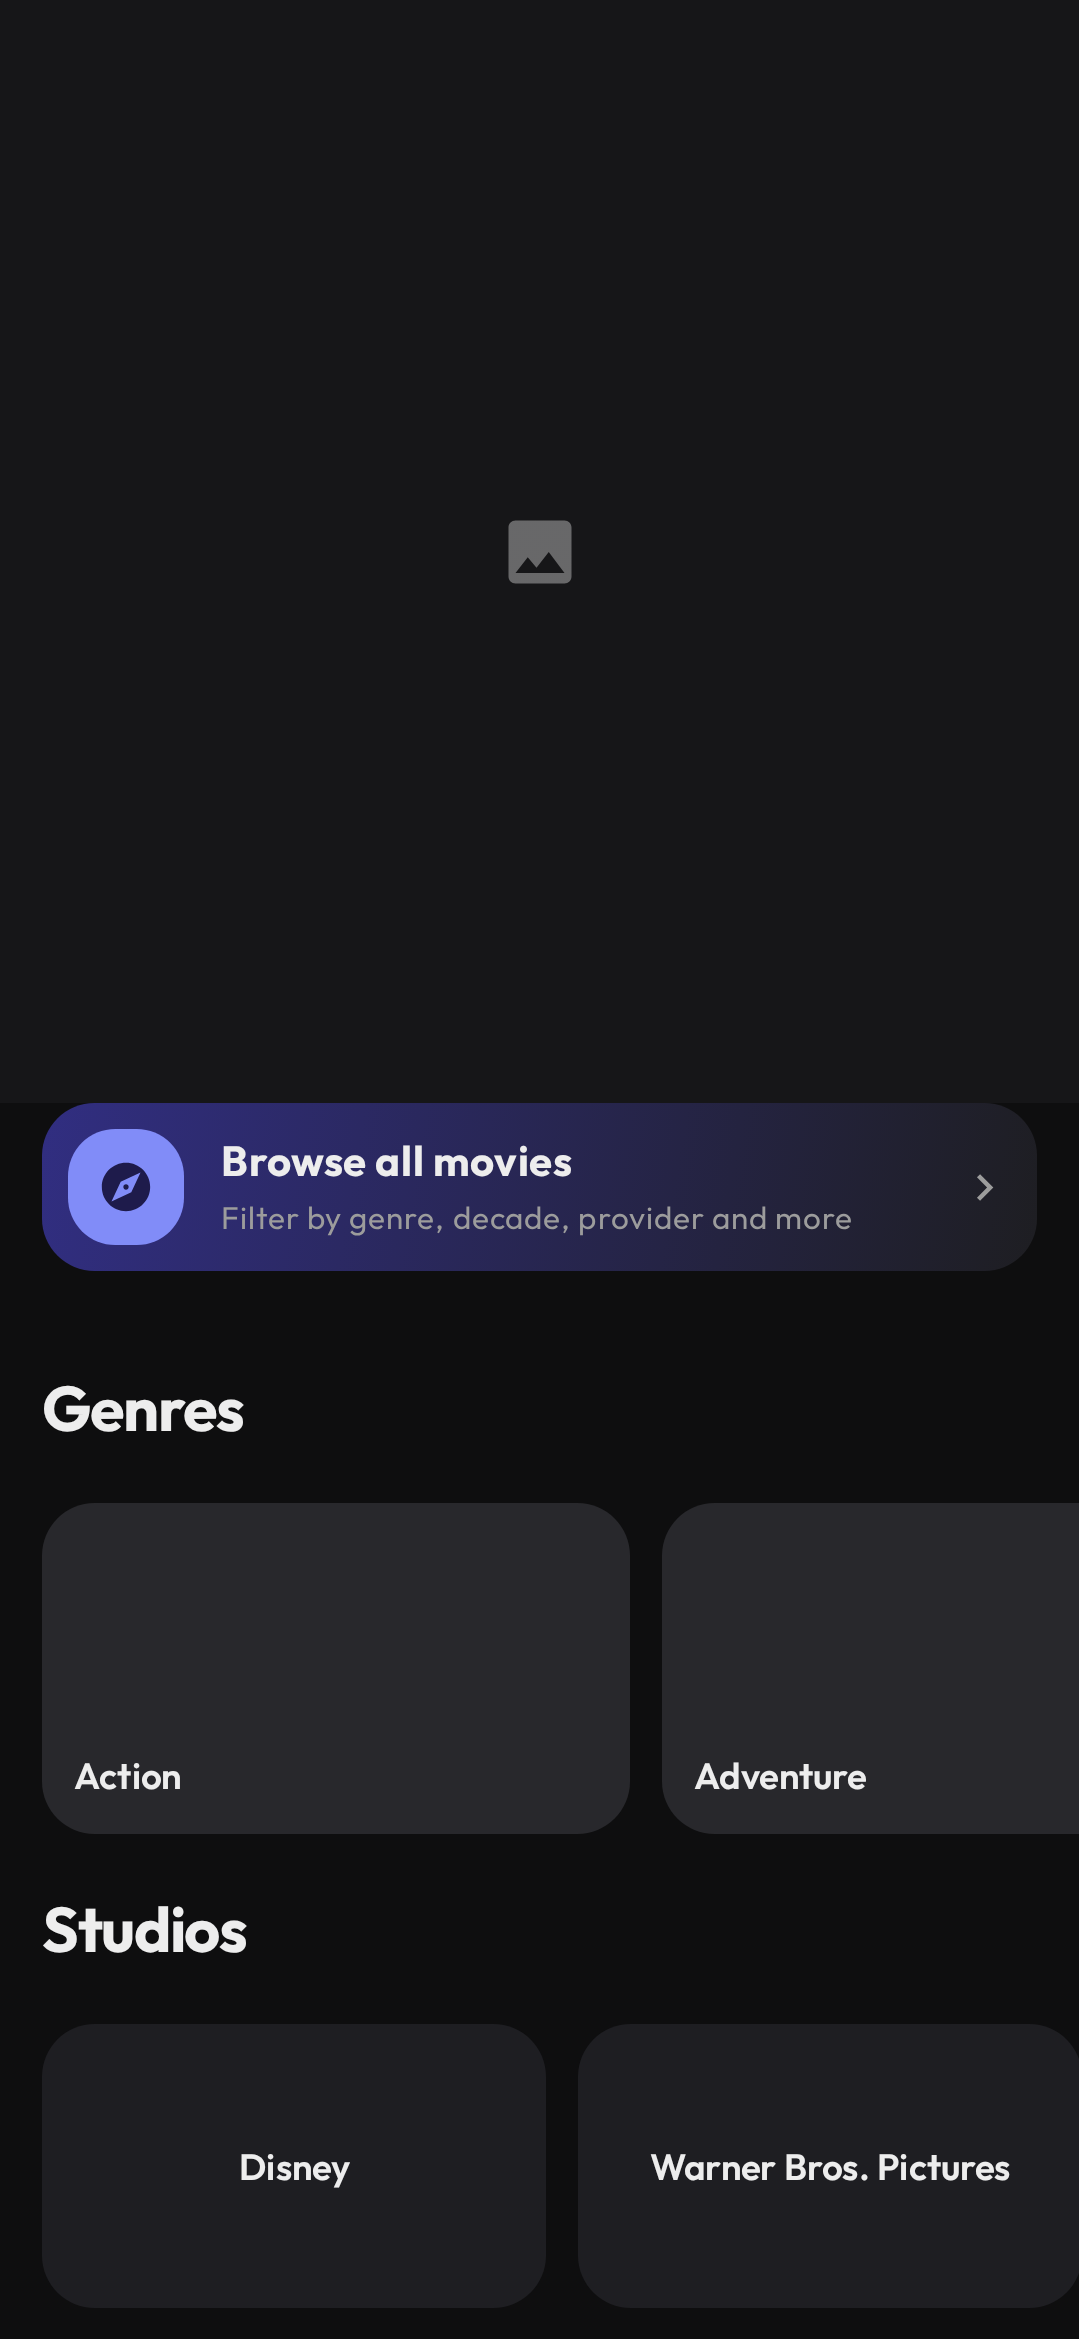 Browse all movies
Filter by genre, decade, provider and more
Genres
Action
Adventure
Studios
Disney
Warner Bros. Pictures